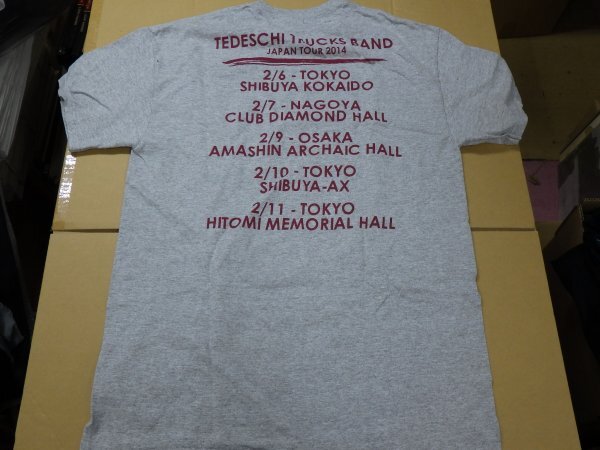 TEDESCHI TRUCKS BAND
JAPAN TOUR 2014
2/6 - TOKYO
SHIBUYA KOKAIDO
2/7 - NAGOYA
CLUB DIAMOND HALL
2/9 - OSAKA
AMASHIN ARCHAIC HALL
2/10 - TOKYO
SHIBUYA-AX
2/11 - TOKYO
HITOMI MEMORIAL HALL